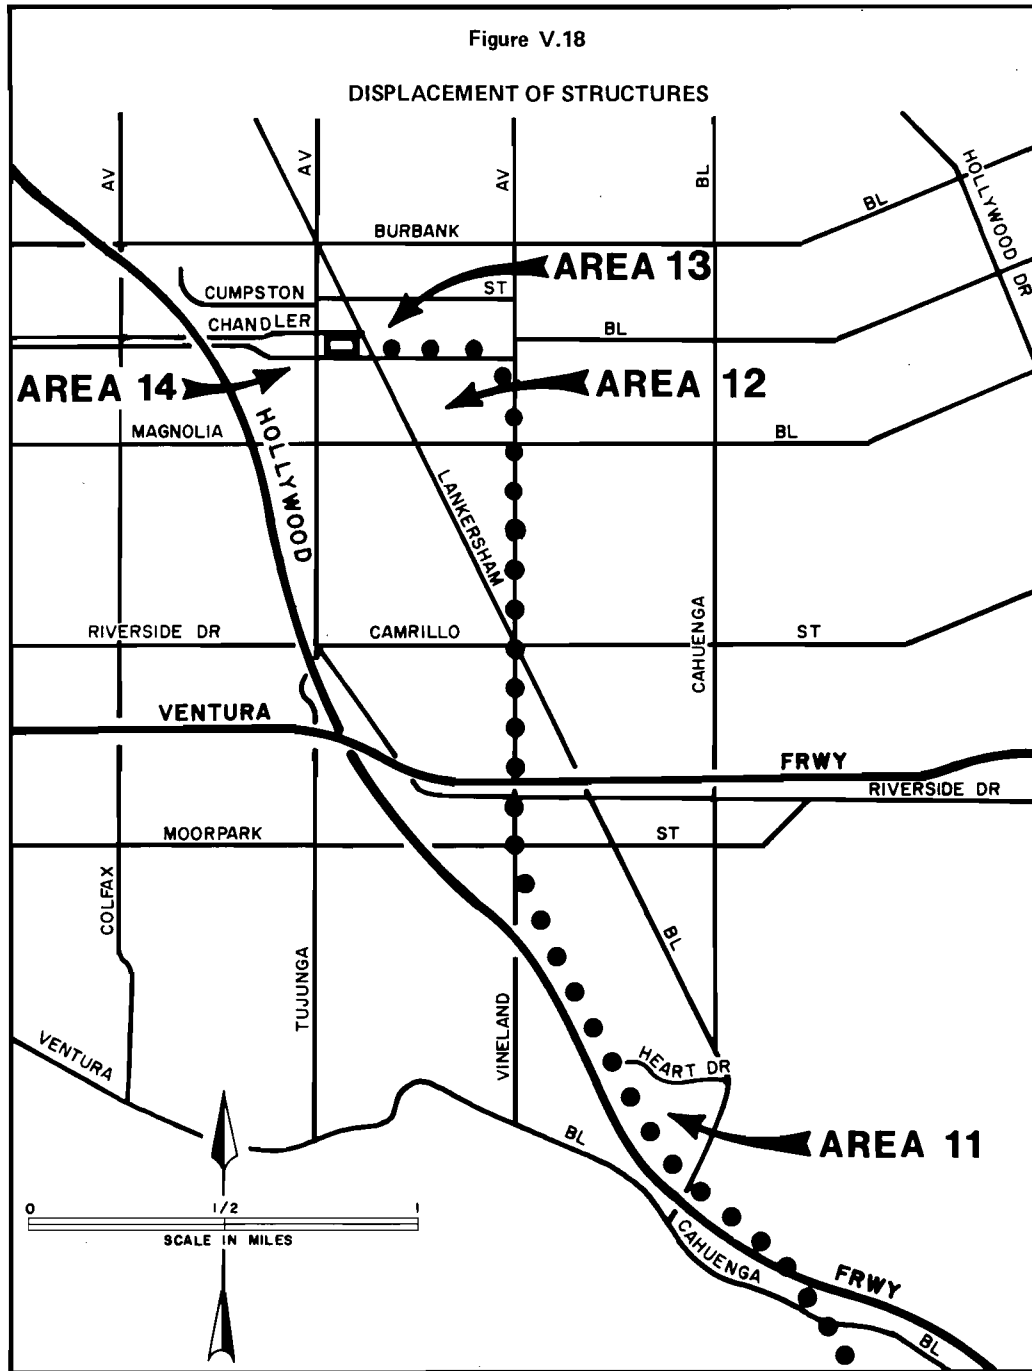 Figure V.18
DISPLACEMENT OF STRUCTURES
AV
AV
AV
BL
BL
HOLLYWOOD DR
BURBANK
AREA 13
CUMPSTON
ST
CHANDLER
BL
AREA 14
AREA 12
HOLLYWOOD
MAGNOLIA
BL
LANKERSHAM
RIVERSIDE DR
CAMRILLO
CAHUENGA
ST
VENTURA
FRWY
RIVERSIDE DR
MOORPARK
ST
COLFAX
TUJUNGA
VINELAND
BL
VENTURA
HEART DR
BL
AREA 11
0 1/2 1
SCALE IN MILES
CAHUENGA
FRWY
BL